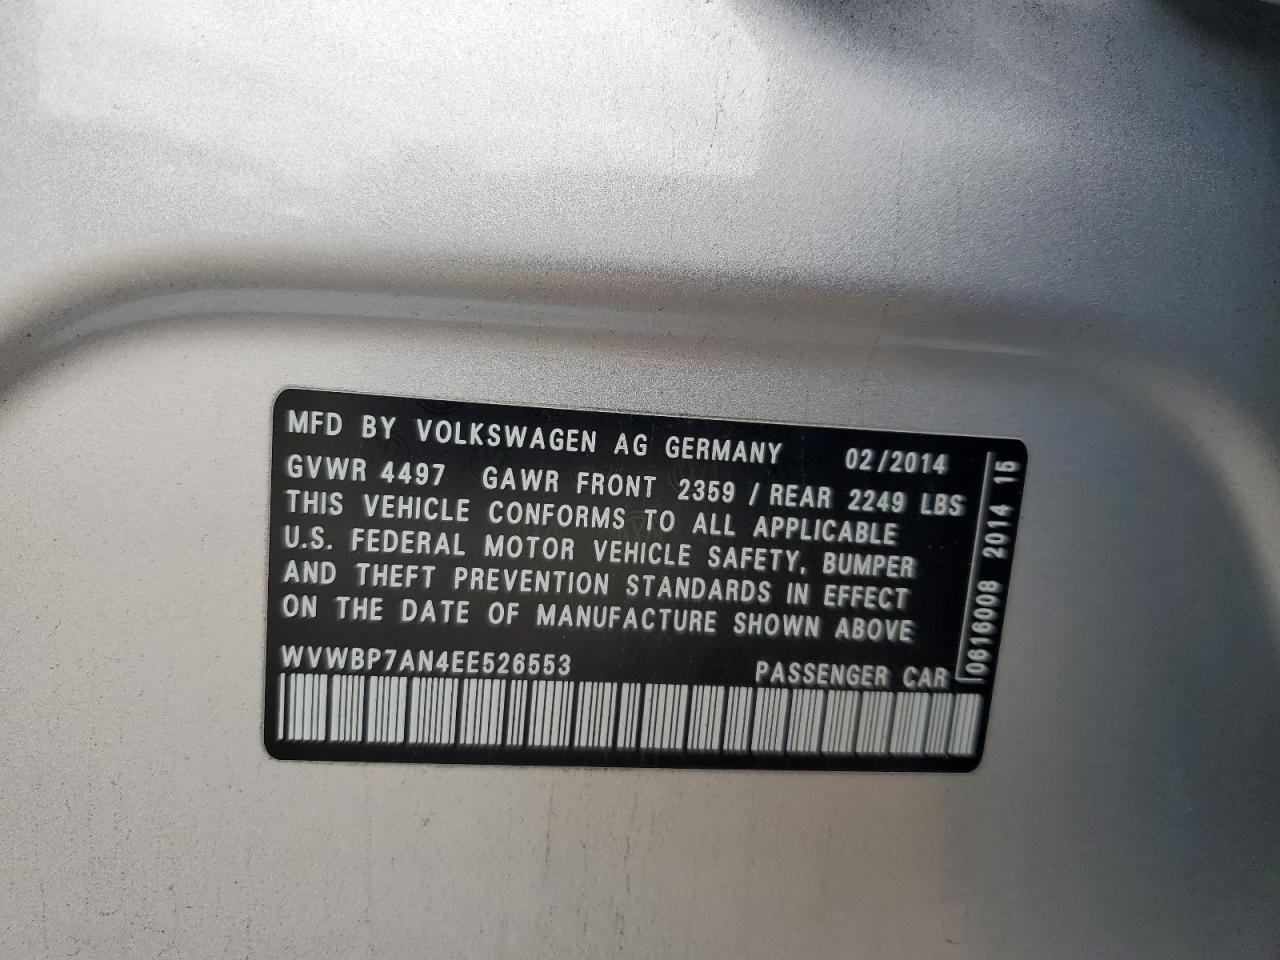 MFD BY VOLKSWAGEN AG GERMANY 02/2014
GVWR 4497 GAWR FRONT 2359 / REAR 2249 LBS
THIS VEHICLE CONFORMS TO ALL APPLICABLE
U.S. FEDERAL MOTOR VEHICLE SAFETY, BUMPER
AND THEFT PREVENTION STANDARDS IN EFFECT
ON THE DATE OF MANUFACTURE SHOWN ABOVE
WVWBP7AN4EE526553 PASSENGER CAR
0616008 2014 16